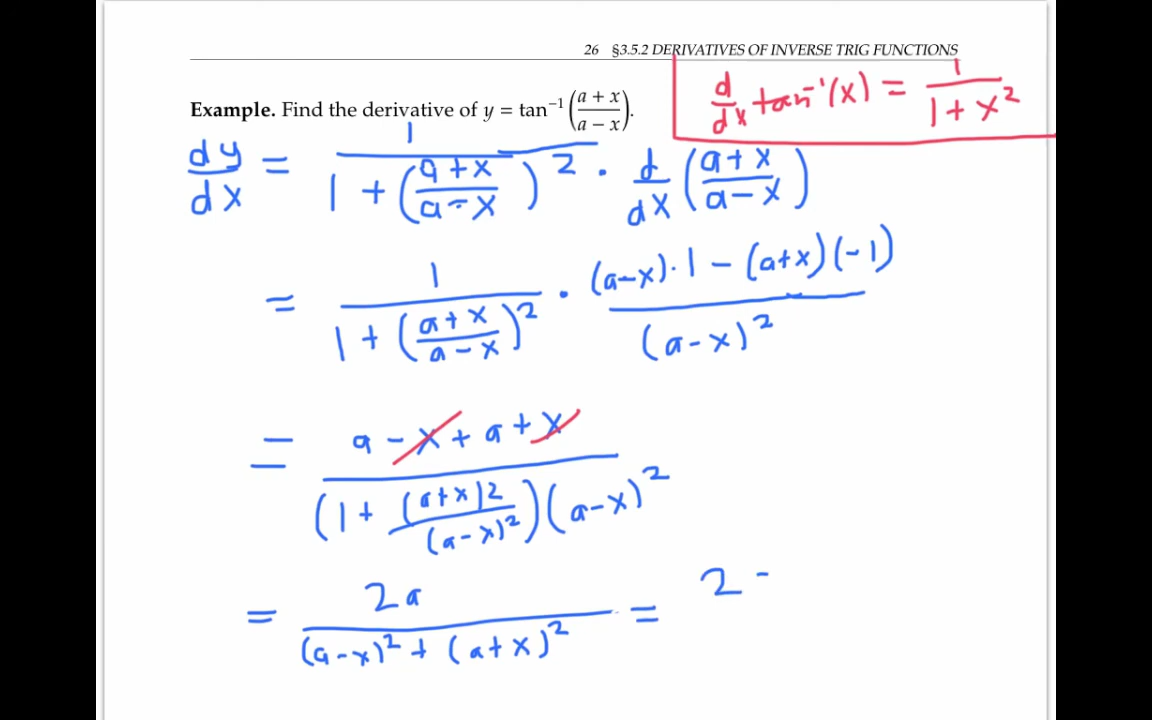 26 §3.5.2 DERIVATIVES OF INVERSE TRIG FUNCTIONS
d/dx tan⁻¹(x) = 1/(1 + x²)
Example. Find the derivative of y = tan⁻¹((a + x)/(a − x)).
dy/dx = 1/(1 + ((a+x)/(a−x))²) · d/dx((a+x)/(a−x))
= 1/(1 + ((a+x)/(a−x))²) · ((a−x)·1 − (a+x)(−1))/(a−x)²
= (a − x + a + x)/((1 + (a+x)2/(a−x)²)(a−x)²)
= 2a/((a−x)² + (a+x)²) = 2 -